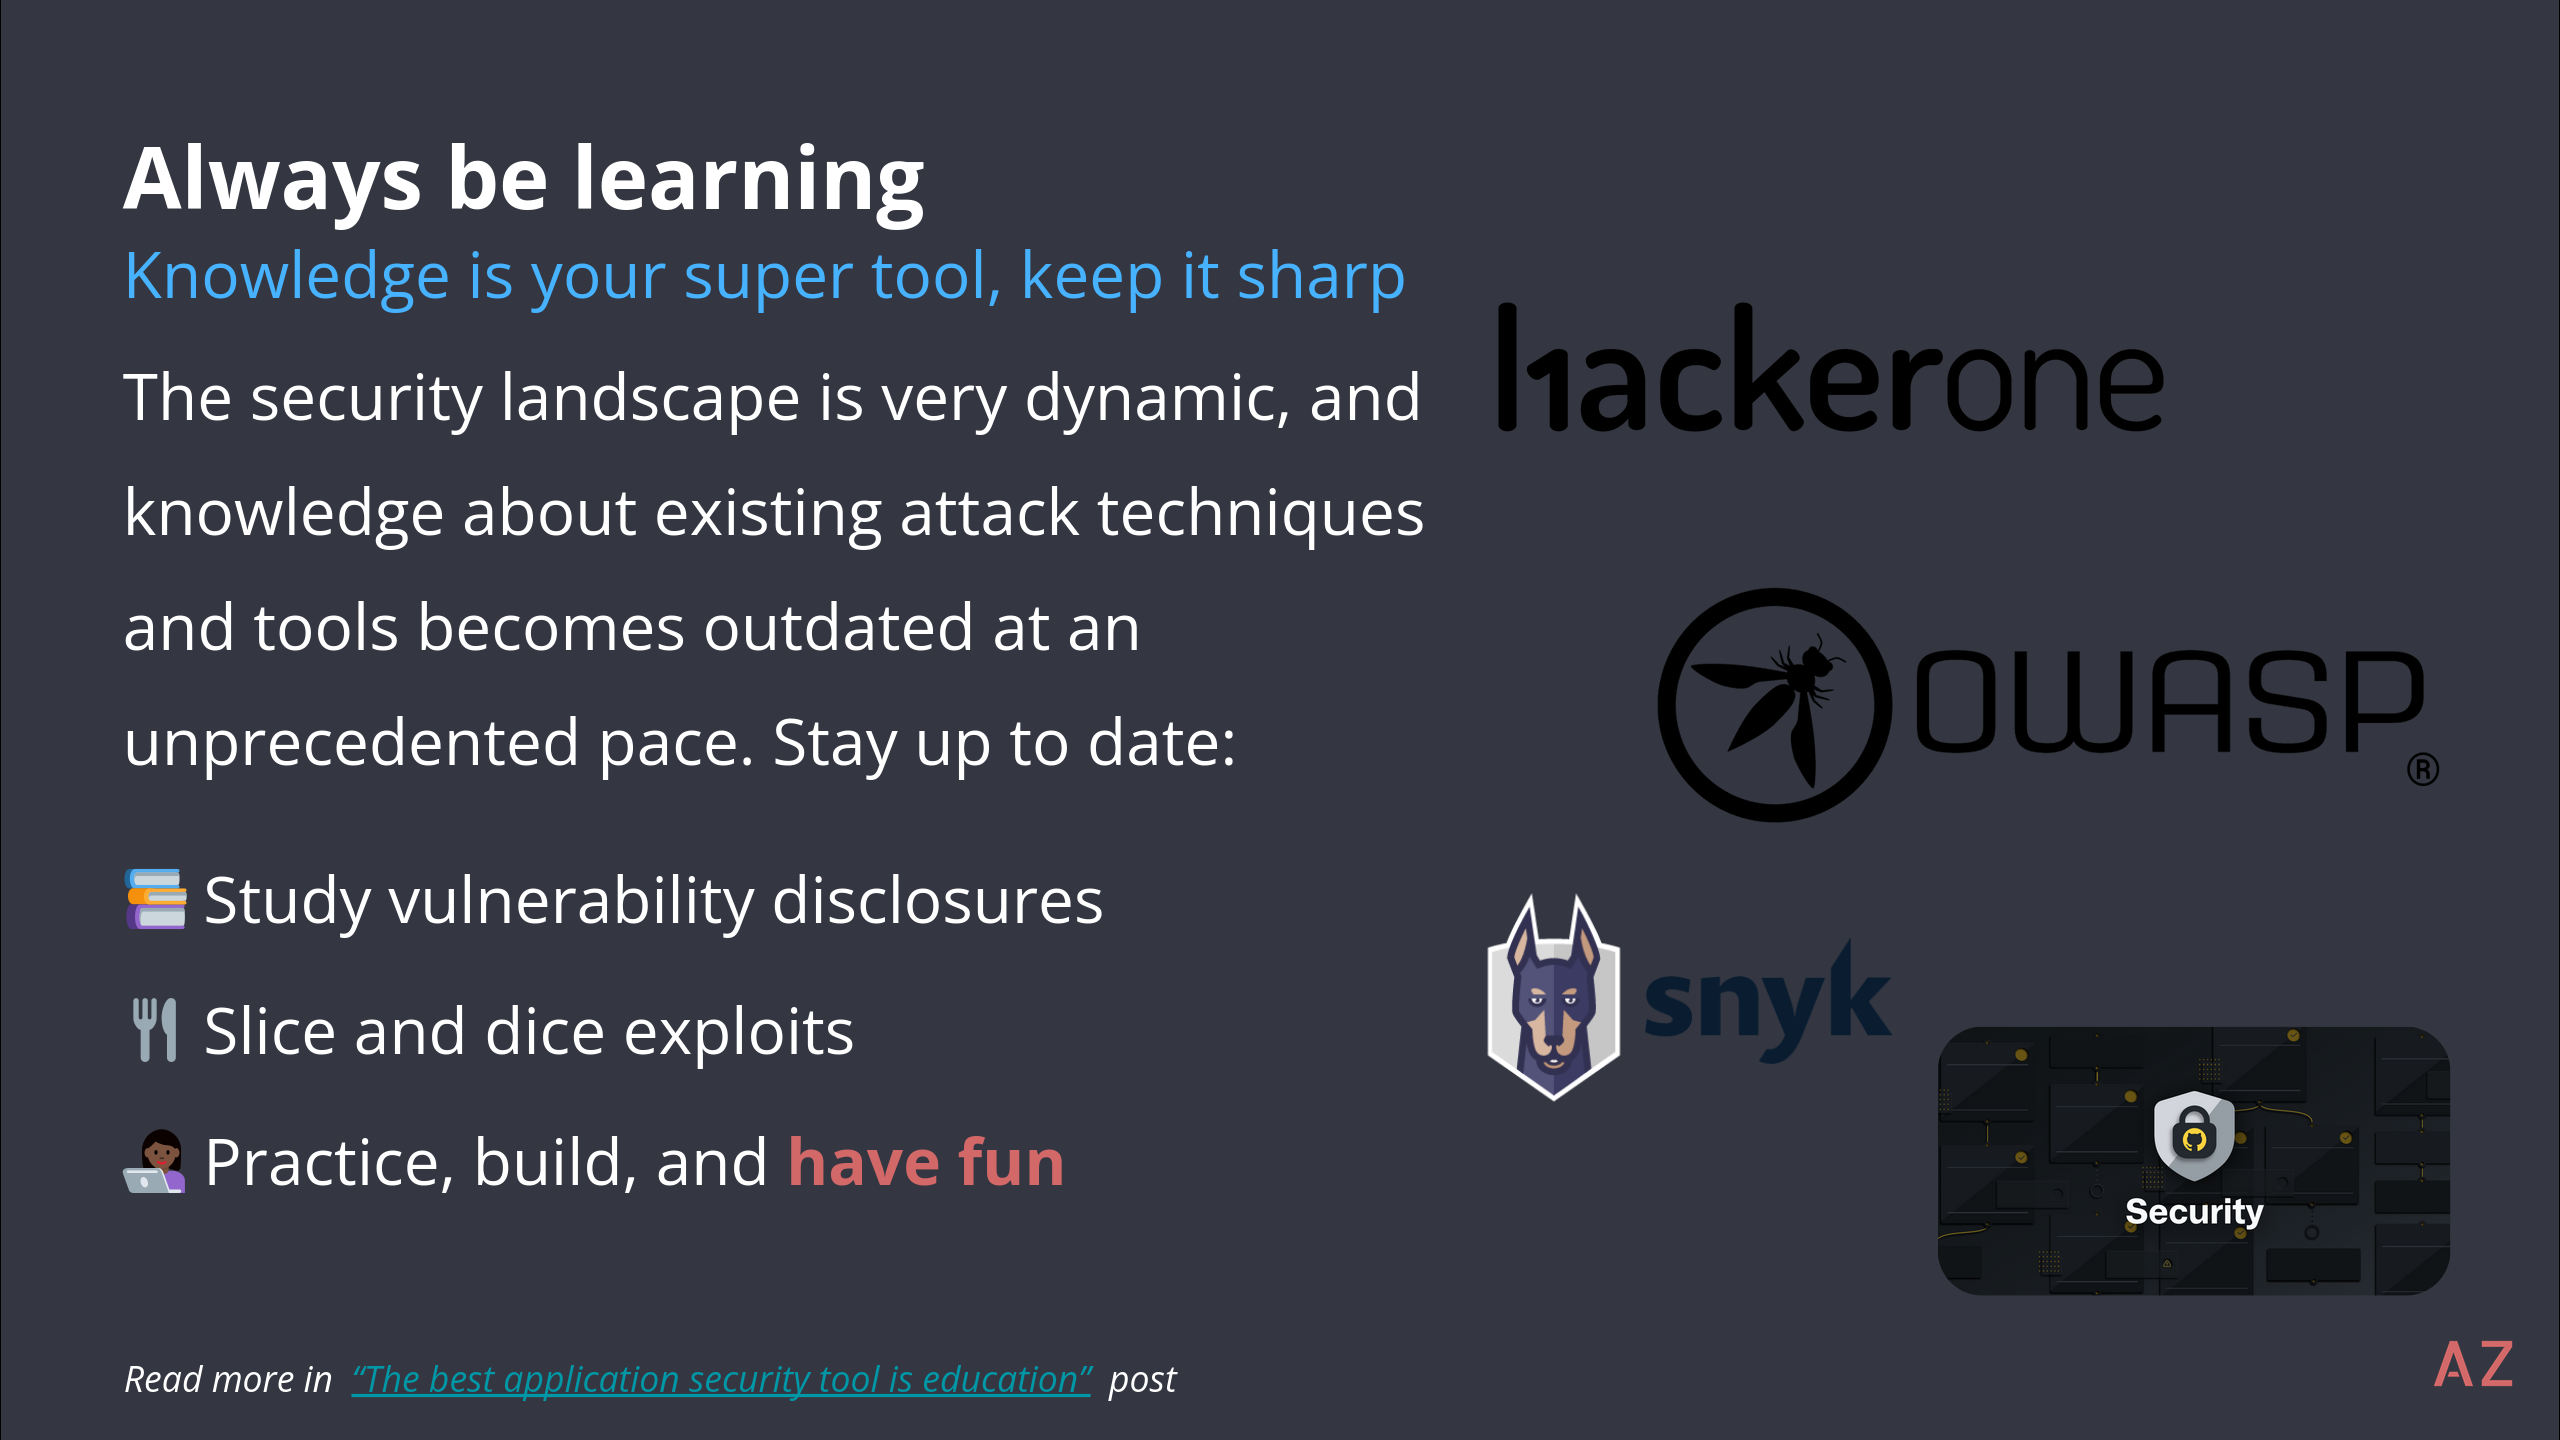 Always be learning
Knowledge is your super tool, keep it sharp
The security landscape is very dynamic, and
knowledge about existing attack techniques
and tools becomes outdated at an
unprecedented pace. Stay up to date:
📚 Study vulnerability disclosures
🍴 Slice and dice exploits
👩🏿‍💻 Practice, build, and have fun
Read more in “The best application security tool is education” post
hackerone
OWASP®
snyk
Security
AZ